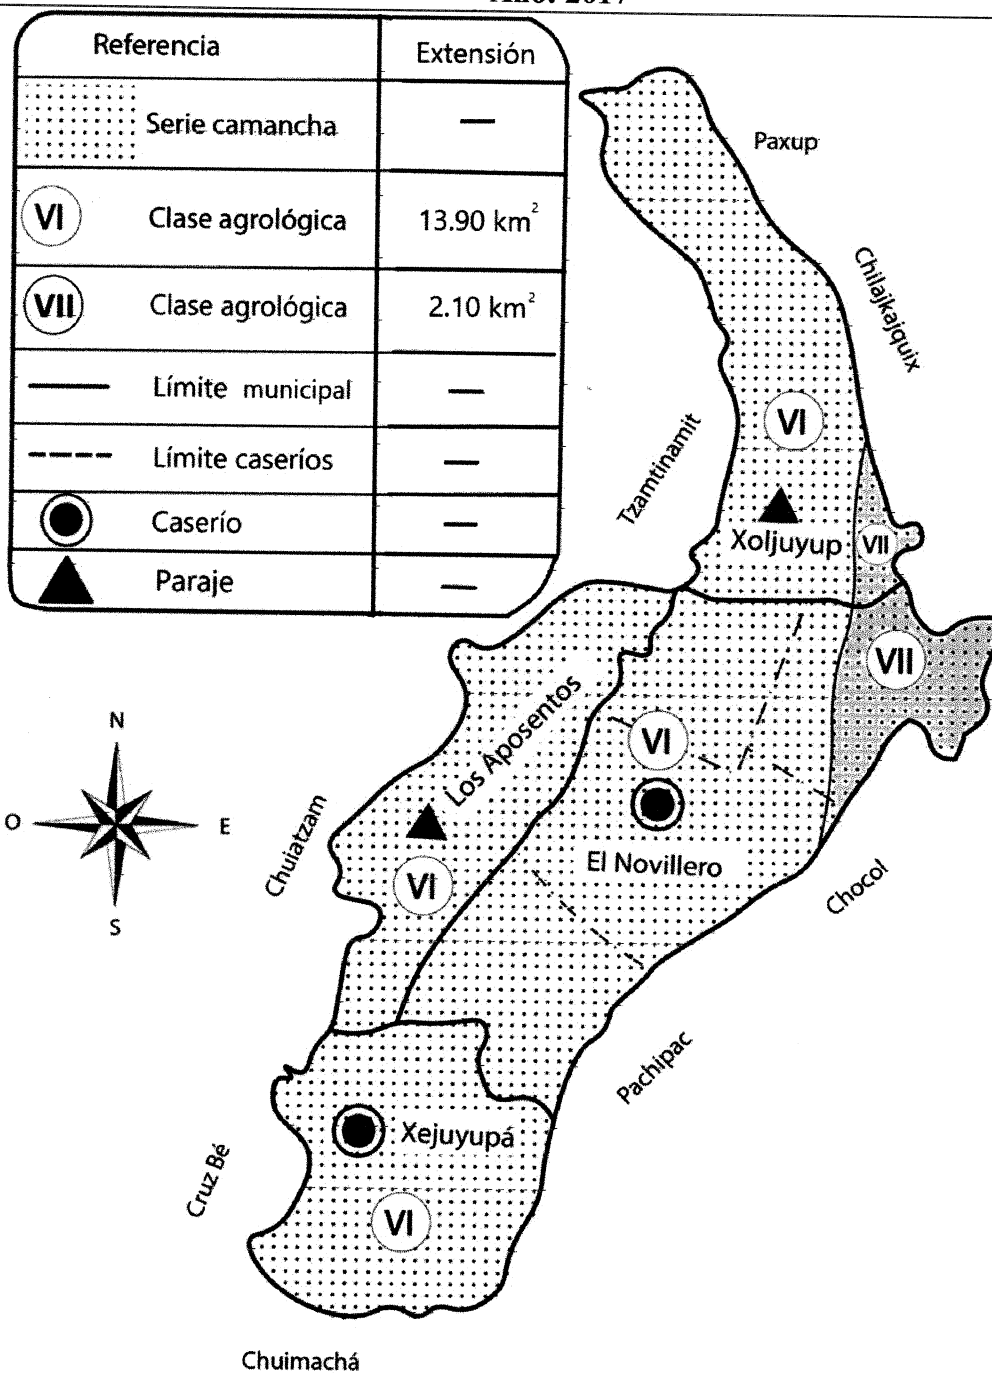 Año: 2017
Referencia
Extensión
Serie camancha
—
VI
Clase agrológica
13.90 km²
VII
Clase agrológica
2.10 km²
Límite municipal
—
Límite caseríos
—
Caserío
—
Paraje
—
Paxup
Chilajkajquix
VI
Tzamtinamit
Xoljuyup
VII
VII
Los Aposentos
VI
N
O
E
S
Chuiatzam
VI
El Novillero
Chocol
Pachipac
Xejuyupá
Cruz Bé
VI
Chuimachá